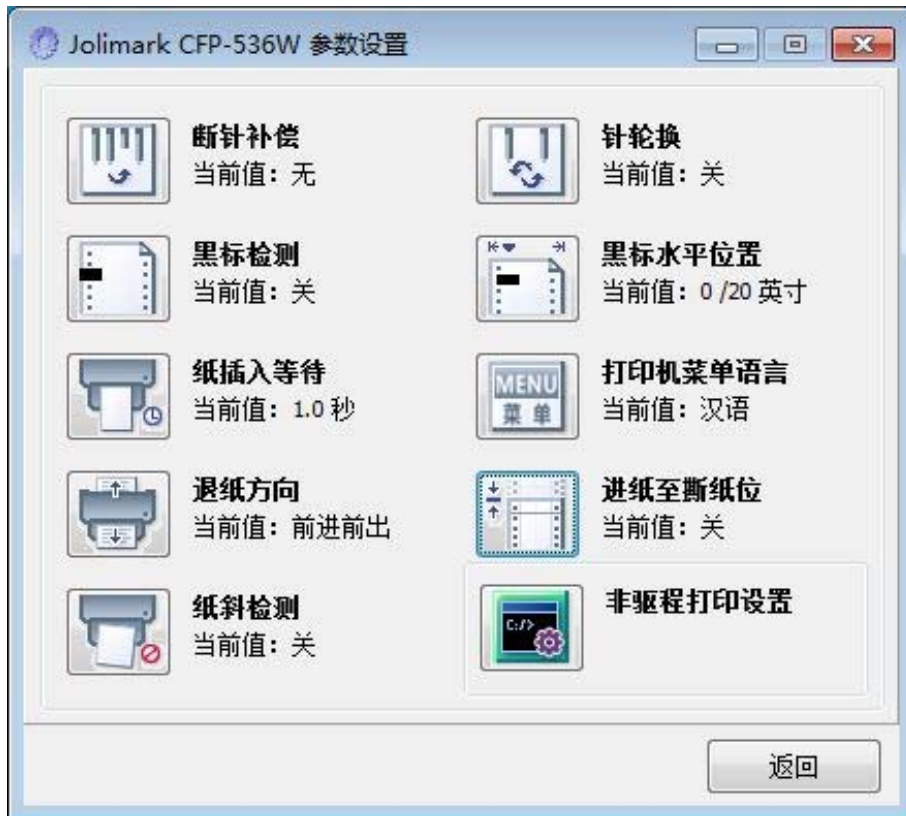 Jolimark CFP-536W 参数设置
断针补偿
当前值：无
针轮换
当前值：关
黑标检测
当前值：关
黑标水平位置
当前值：0 /20 英寸
纸插入等待
当前值：1.0 秒
MENU
菜单
打印机菜单语言
当前值：汉语
退纸方向
当前值：前进前出
进纸至撕纸位
当前值：关
纸斜检测
当前值：关
C:/>
非驱程打印设置
返回